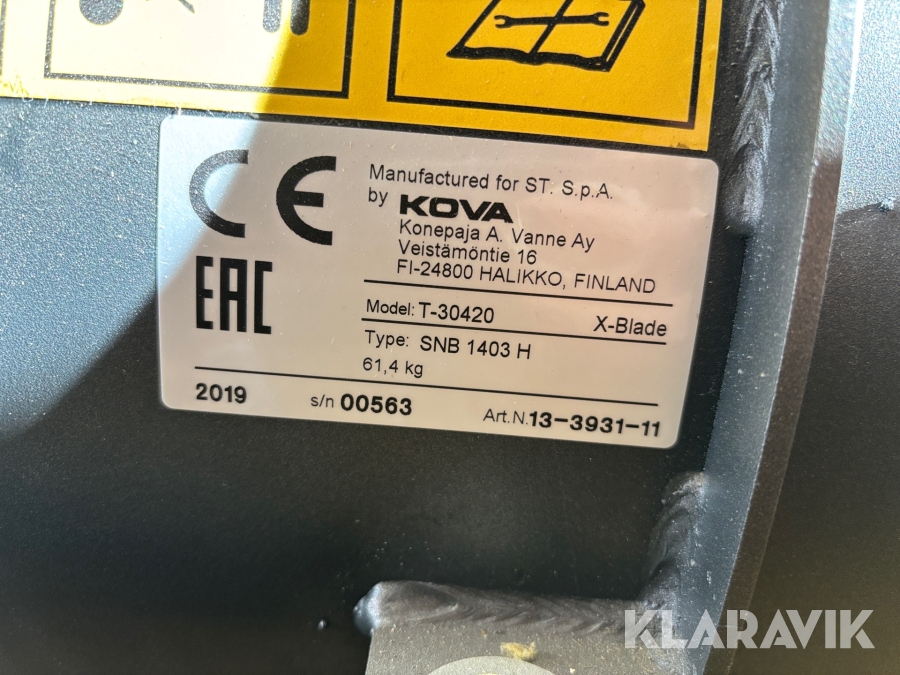 CE
Manufactured for ST. S.p.A.
by KOVA
Konepaja A. Vanne Ay
Veistämöntie 16
FI-24800 HALIKKO, FINLAND
EAC
Model: T-30420 X-Blade
Type: SNB 1403 H
61,4 kg
2019 s/n 00563 Art.N.13-3931-11
KLARAVIK